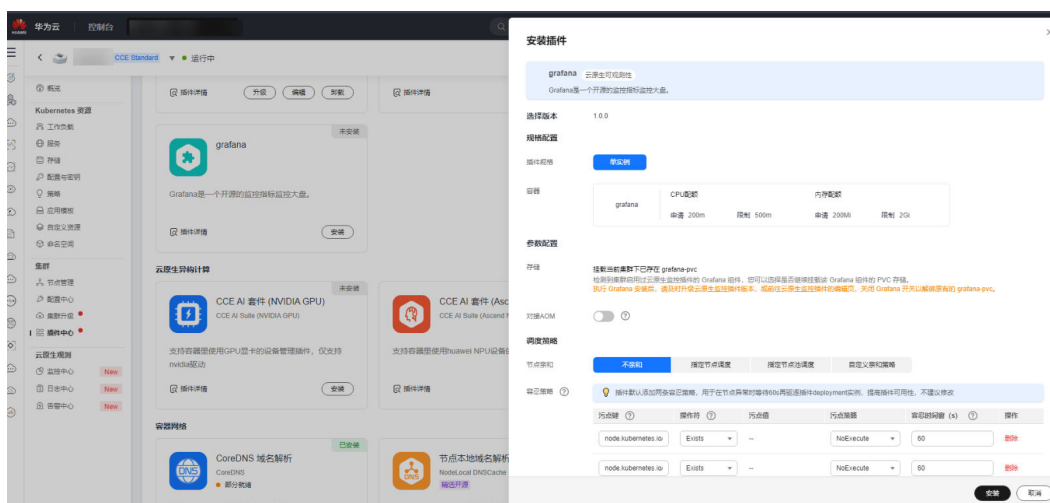 HUAWEI
华为云
控制台
CCE Standard
运行中
概览
Kubernetes 资源
工作负载
服务
存储
配置与密钥
策略
应用模板
自定义资源
命名空间
集群
节点管理
配置中心
集群升级
插件中心
云原生观测
监控中心 New
日志中心 New
告警中心 New
插件详情 升级 编辑 卸载
插件详情
未安装
grafana
Grafana是一个开源的监控指标监控大盘。
插件详情 安装
云原生异构计算
未安装
CCE AI 套件 (NVIDIA GPU)
CCE AI Suite (NVIDIA GPU)
支持容器里使用GPU显卡的设备管理插件，仅支持
nvidia驱动
插件详情 安装
CCE AI 套件 (Asc
CCE AI Suite (Ascend
支持容器里使用huawei NPU设备
插件详情
容器网络
已安装
CoreDNS 域名解析
CoreDNS
部分就绪
节点本地域名解析
NodeLocal DNSCache
精选开源
安装插件
grafana 云原生可观测性
Grafana是一个开源的监控指标监控大盘。
选择版本 1.0.0
规格配置
插件规格 单实例
容器
CPU配额 内存配额
grafana
申请 200m 限制 500m 申请 200Mi 限制 2Gi
参数配置
存储 挂载当前集群下已存在 grafana-pvc
检测到集群启用过云原生监控插件的 Grafana 组件，您可以选择是否继续挂载该 Grafana 组件的 PVC 存储。
执行 Grafana 安装后，请及时升级云原生监控插件版本，或前往云原生监控插件的编辑页，关闭 Grafana 开关以解绑原有的 grafana-pvc。
对接AOM
调度策略
节点亲和 不亲和 指定节点调度 指定节点池调度 自定义亲和策略
容忍策略 插件默认添加两条容忍策略，用于在节点异常时等待60s再驱逐插件deployment实例，提高插件可用性，不建议修改
污点键 操作符 污点值 污点策略 容忍时间窗 (s) 操作
node.kubernetes.io/ Exists -- NoExecute 60 删除
node.kubernetes.io/ Exists -- NoExecute 60 删除
安装 取消